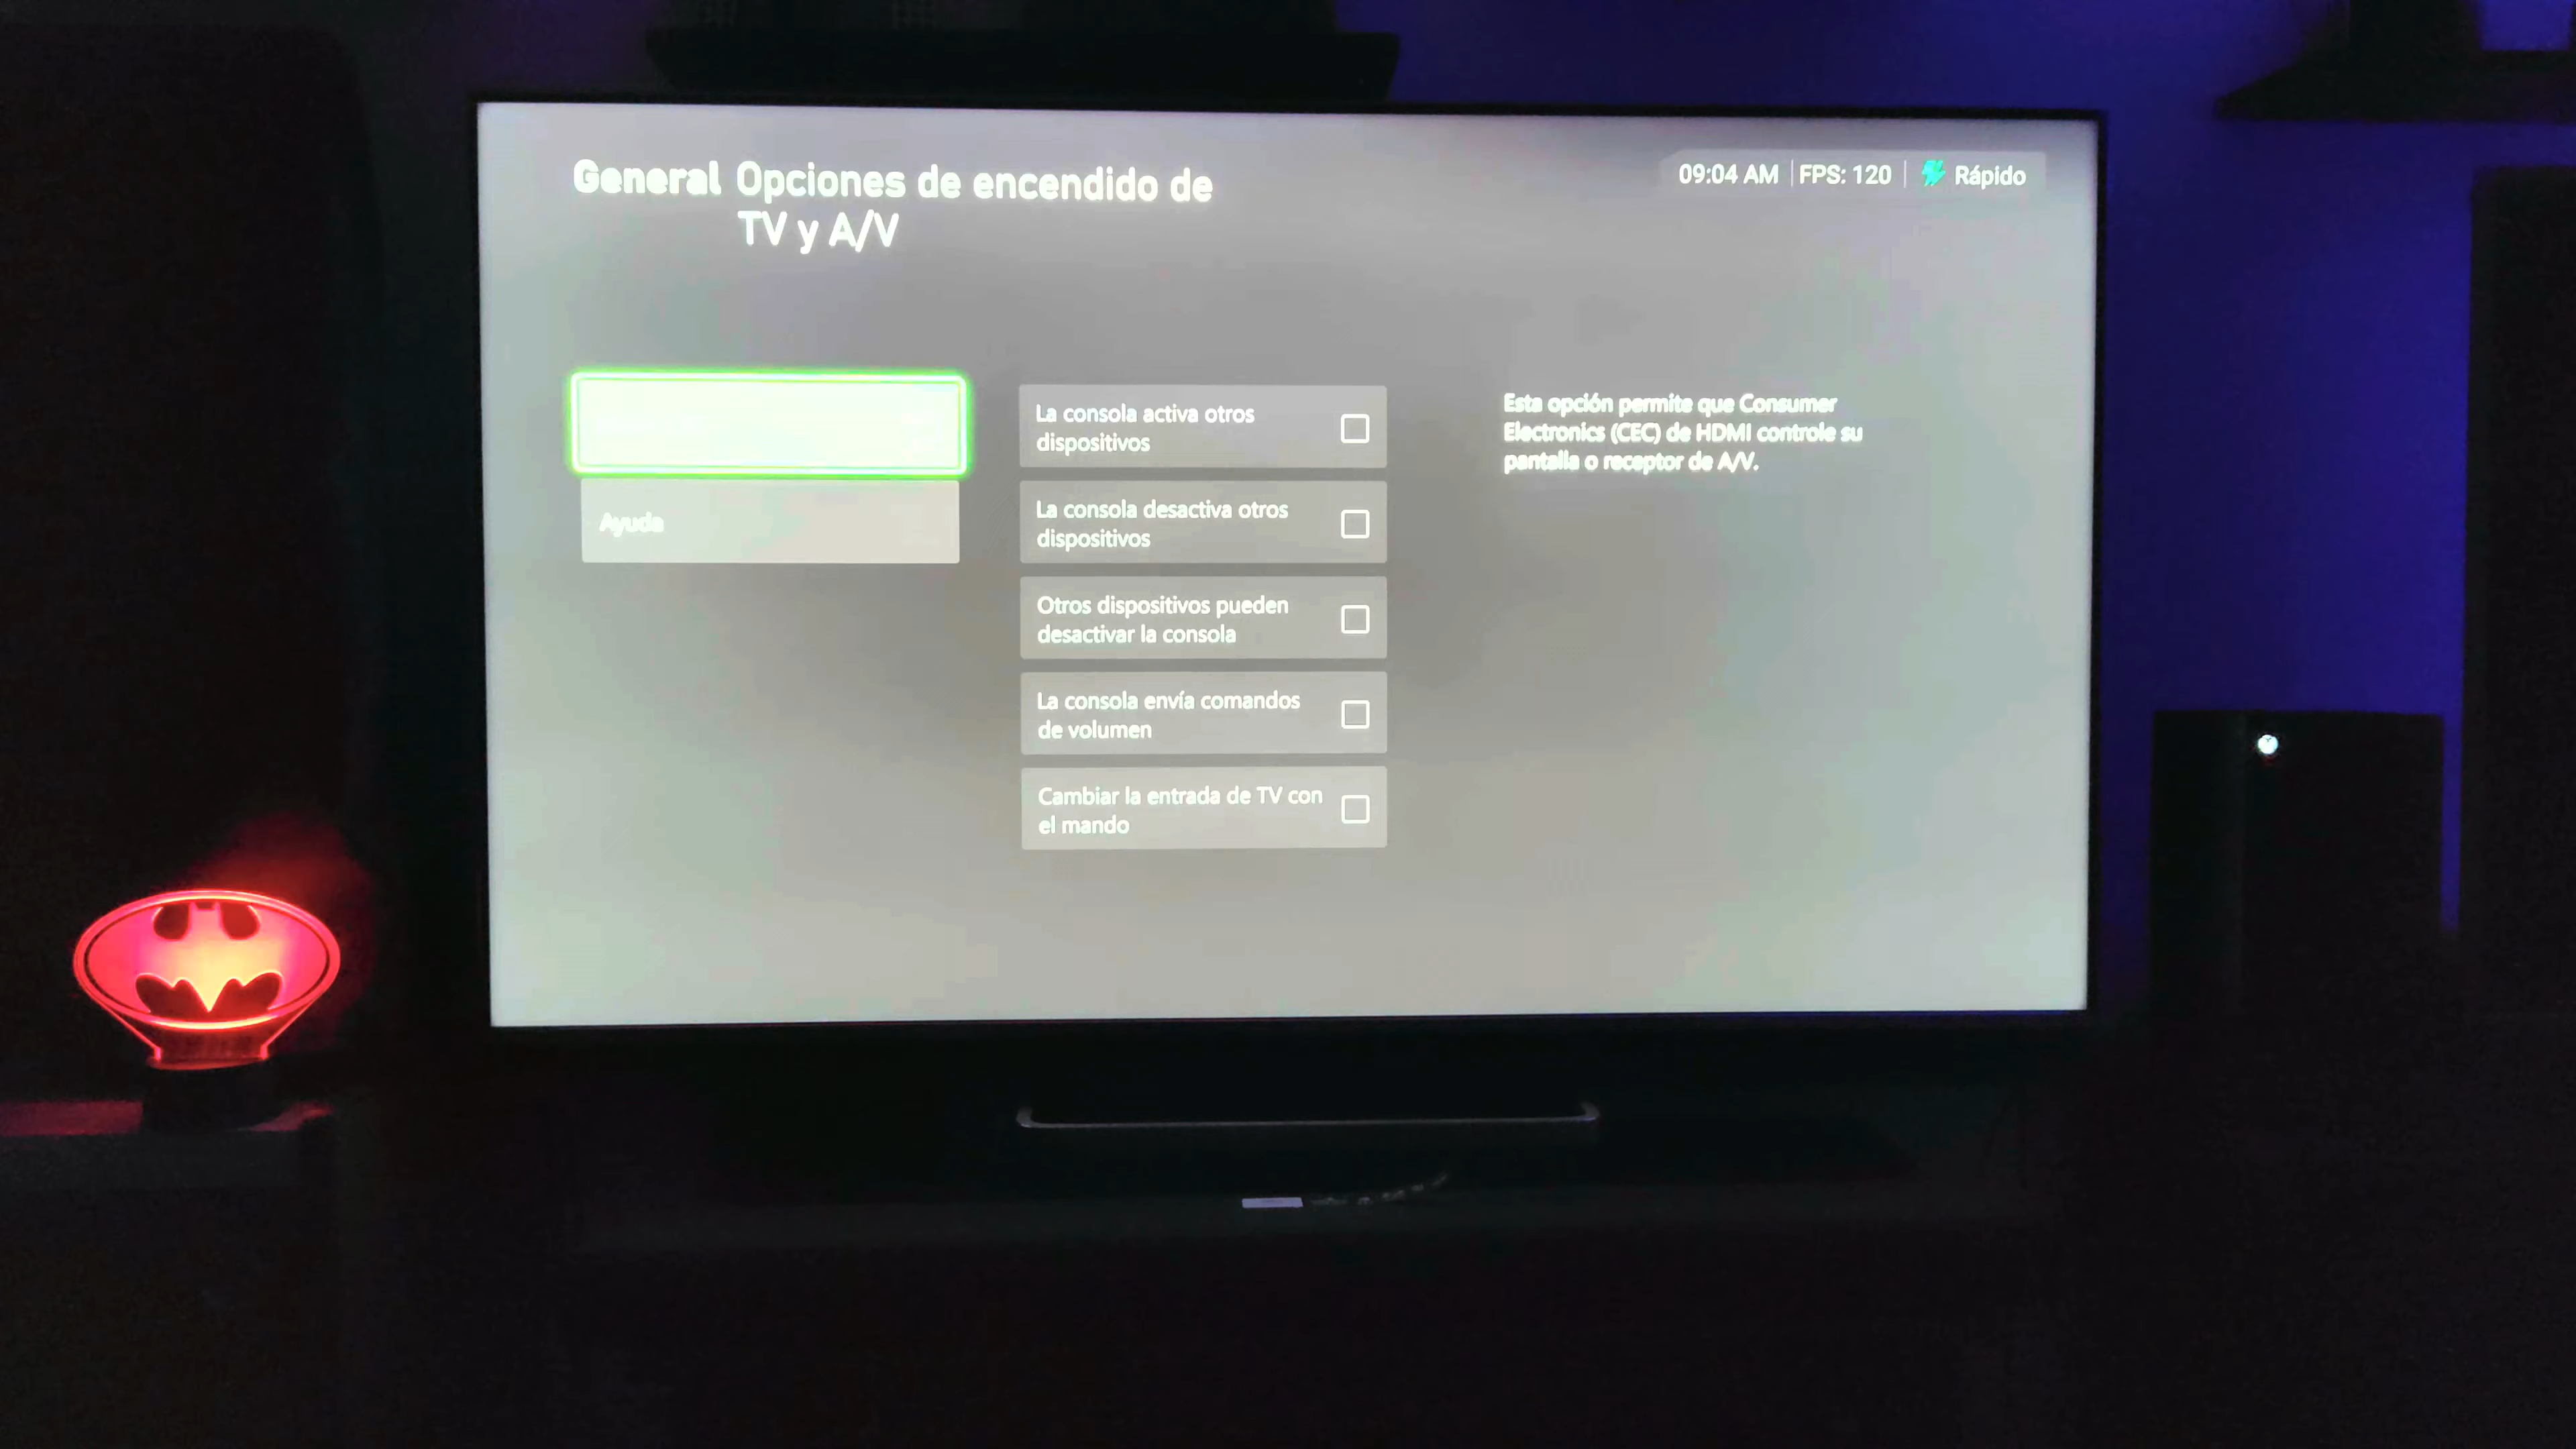 General Opciones de encendido de
TV y A/V
09:04 AM FPS: 120 Rápido
Ayuda
La consola activa otros
dispositivos
La consola desactiva otros
dispositivos
Otros dispositivos pueden
desactivar la consola
La consola envía comandos
de volumen
Cambiar la entrada de TV con
el mando
Esta opción permite que Consumer
Electronics (CEC) de HDMI controle su
pantalla o receptor de A/V.